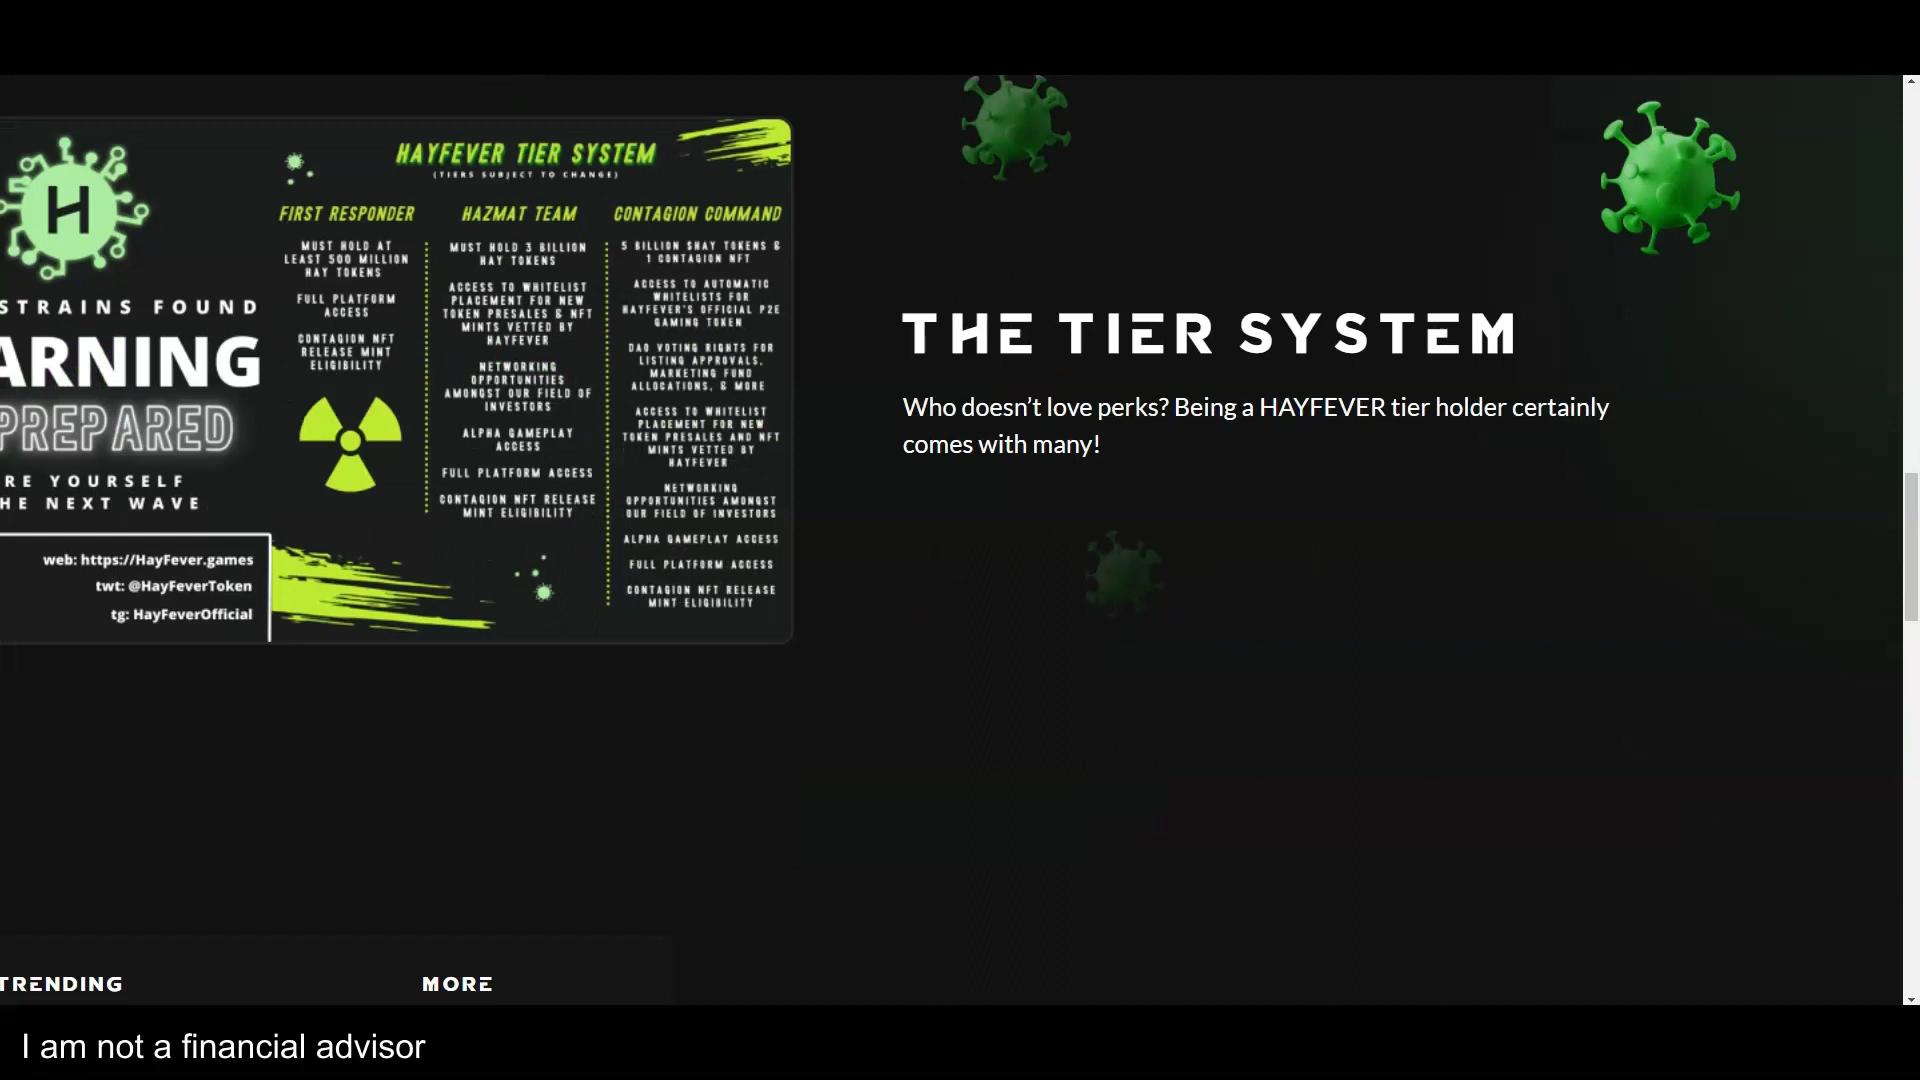 H
STRAINS FOUND
ARNING
PREPARED
RE YOURSELF
HE NEXT WAVE
web: https://HayFever.games
twt: @HayFeverToken
tg: HayFeverOfficial
HAYFEVER TIER SYSTEM
(TIERS SUBJECT TO CHANGE)
FIRST RESPONDER
MUST HOLD AT
LEAST 500 MILLION
HAY TOKENS
FULL PLATFORM
ACCESS
CONTAGION NFT
RELEASE MINT
ELIGIBILITY
HAZMAT TEAM
MUST HOLD 3 BILLION
HAY TOKENS
ACCESS TO WHITELIST
PLACEMENT FOR NEW
TOKEN PRESALES & NFT
MINTS VETTED BY
HAYFEVER
NETWORKING
OPPORTUNITIES
AMONGST OUR FIELD OF
INVESTORS
ALPHA GAMEPLAY
ACCESS
FULL PLATFORM ACCESS
CONTAGION NFT RELEASE
MINT ELIGIBILITY
CONTAGION COMMAND
5 BILLION $HAY TOKENS &
1 CONTAGION NFT
ACCESS TO AUTOMATIC
WHITELISTS FOR
HAYFEVER'S OFFICIAL P2E
GAMING TOKEN
DAO VOTING RIGHTS FOR
LISTING APPROVALS,
MARKETING FUND
ALLOCATIONS, & MORE
ACCESS TO WHITELIST
PLACEMENT FOR NEW
TOKEN PRESALES AND NFT
MINTS VETTED BY
HAYFEVER
NETWORKING
OPPORTUNITIES AMONGST
OUR FIELD OF INVESTORS
ALPHA GAMEPLAY ACCESS
FULL PLATFORM ACCESS
CONTAGION NFT RELEASE
MINT ELIGIBILITY
THE TIER SYSTEM
Who doesn’t love perks? Being a HAYFEVER tier holder certainly
comes with many!
TRENDING
MORE
I am not a financial advisor